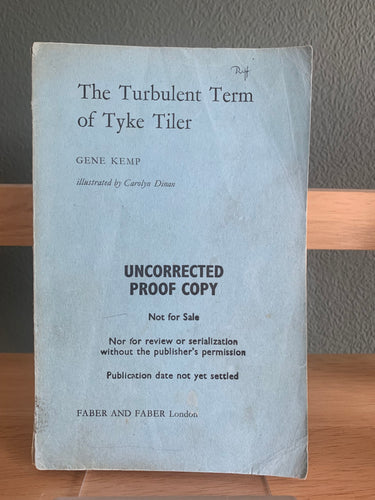 The Turbulent Term
of Tyke Tiler
GENE KEMP
illustrated by Carolyn Dinan
UNCORRECTED
PROOF COPY
Not for Sale
Nor for review or serialization
without the publisher's permission
Publication date not yet settled
FABER AND FABER London